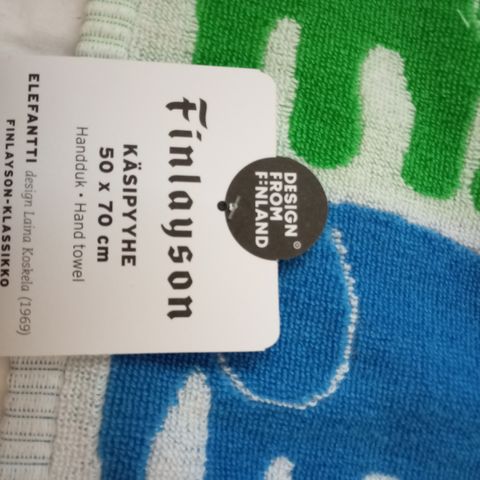 Finlayson
KÄSIPYYHE
50 x 70 cm
Handduk · Hand towel
ELEFANTTI design Laina Koskela (1969)
FINLAYSON-KLASSIKKO
DESIGN
FROM
FINLAND
®